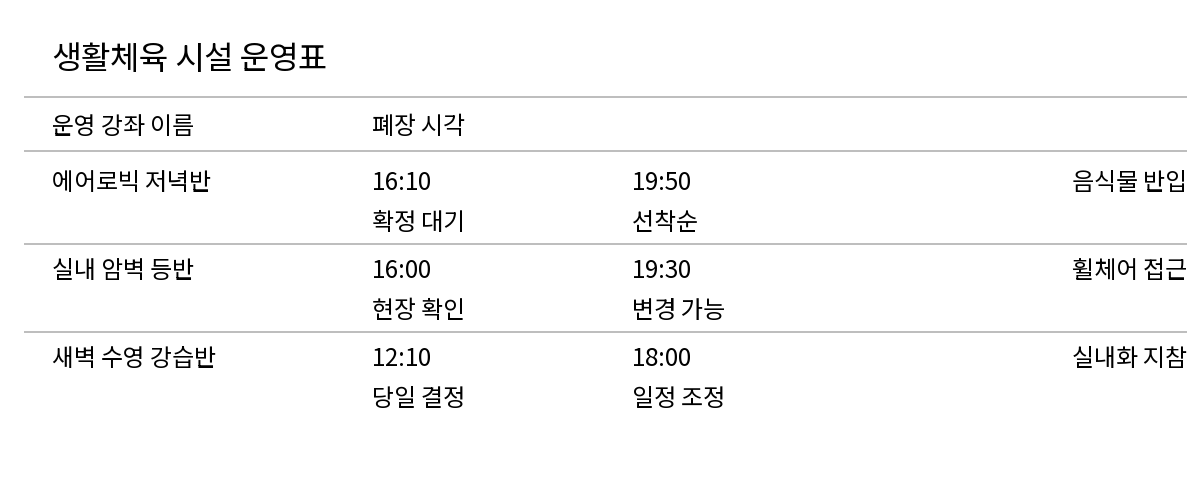 생활체육 시설 운영표
운영 강좌 이름 폐장 시각
에어로빅 저녁반 16:10 19:50 음식물 반입
확정 대기 선착순
실내 암벽 등반 16:00 19:30 휠체어 접근
현장 확인 변경 가능
새벽 수영 강습반 12:10 18:00 실내화 지참
당일 결정 일정 조정